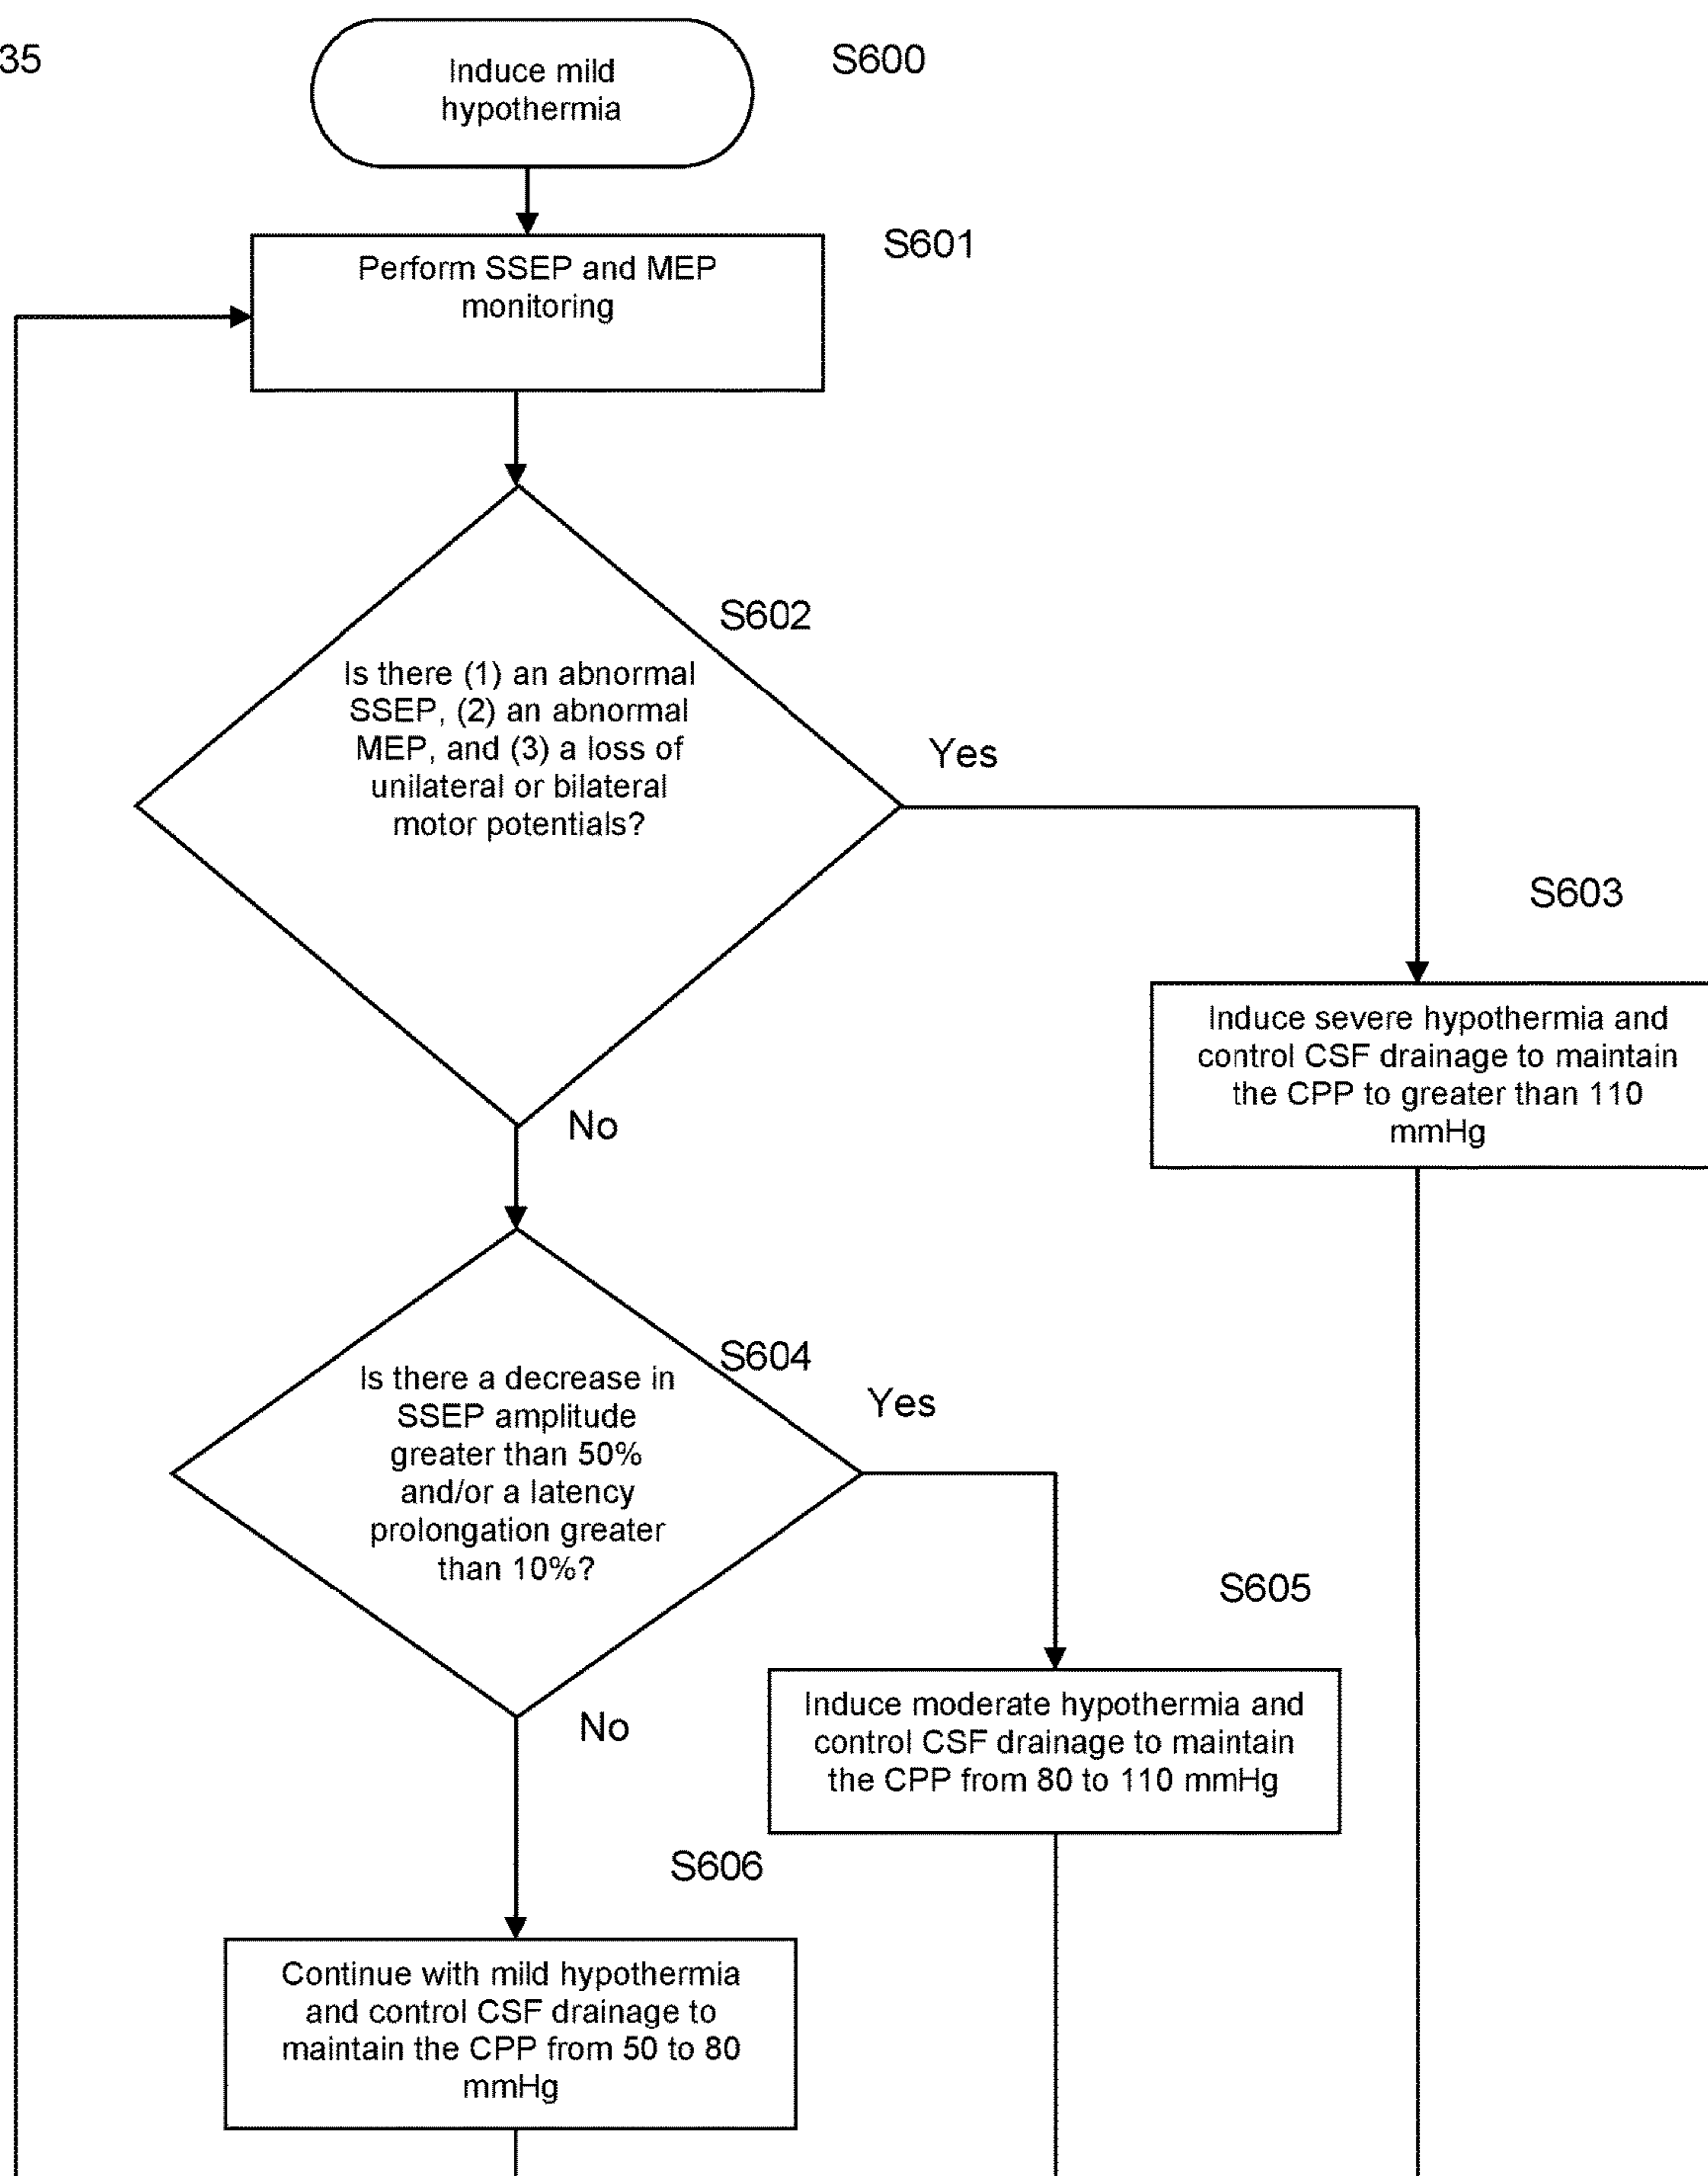 35
Induce mild
hypothermia
S600
Perform SSEP and MEP
monitoring
S601
S602
Is there (1) an abnormal
SSEP, (2) an abnormal
MEP, and (3) a loss of
unilateral or bilateral
motor potentials?
Yes
S603
Induce severe hypothermia and
control CSF drainage to maintain
the CPP to greater than 110
mmHg
No
S604
Is there a decrease in
SSEP amplitude
greater than 50%
and/or a latency
prolongation greater
than 10%?
Yes
S605
Induce moderate hypothermia and
control CSF drainage to maintain
the CPP from 80 to 110 mmHg
No
S606
Continue with mild hypothermia
and control CSF drainage to
maintain the CPP from 50 to 80
mmHg